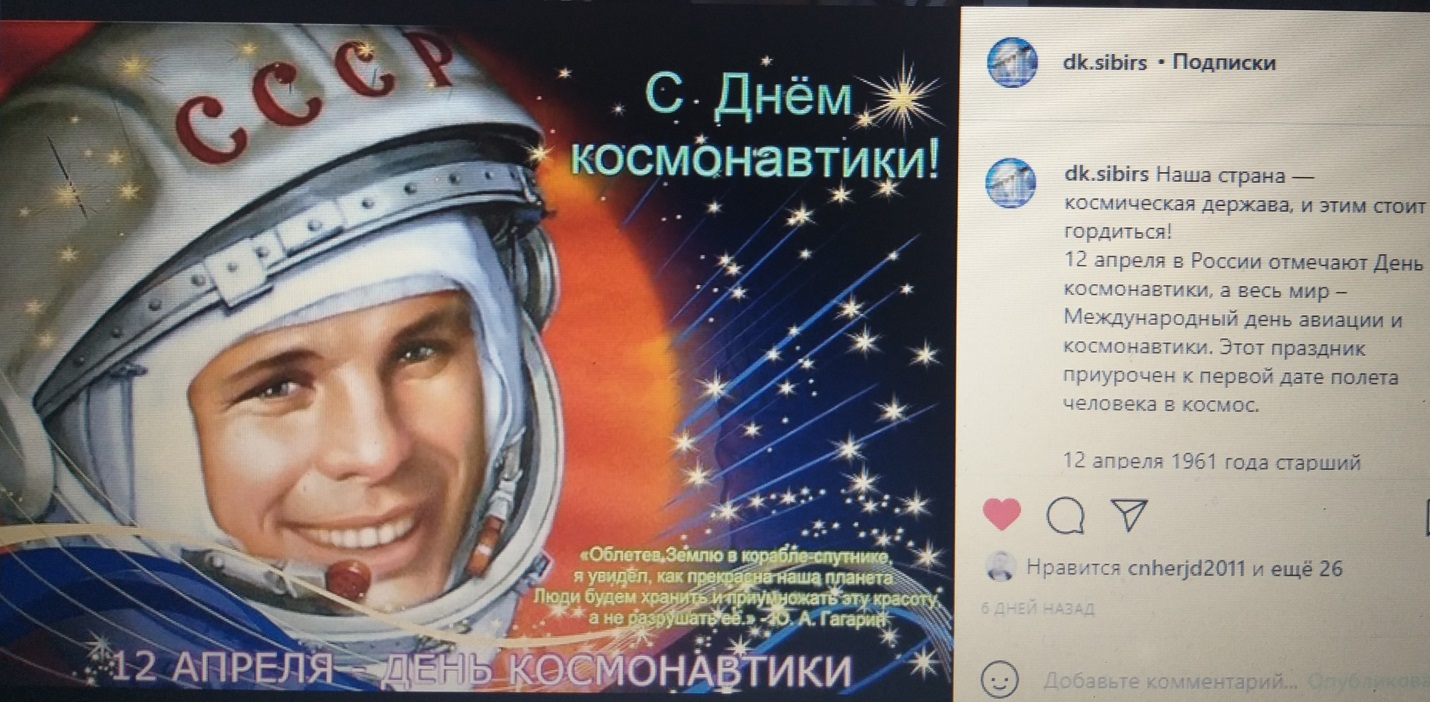 СССР
С Днём
космонавтики!
«Облетев Землю в корабле-спутнике,
я увидел, как прекрасна наша планета
Люди будем хранить и приумножать эту красоту,
а не разрушать её.» - Ю. А. Гагарин
12 АПРЕЛЯ - ДЕНЬ КОСМОНАВТИКИ
dk.sibirs • Подписки
dk.sibirs Наша страна —
космическая держава, и этим стоит
гордиться!
12 апреля в России отмечают День
космонавтики, а весь мир –
Международный день авиации и
космонавтики. Этот праздник
приурочен к первой дате полета
человека в космос.
12 апреля 1961 года старший
Нравится cnherjd2011 и ещё 26
6 ДНЕЙ НАЗАД
Добавьте комментарий...